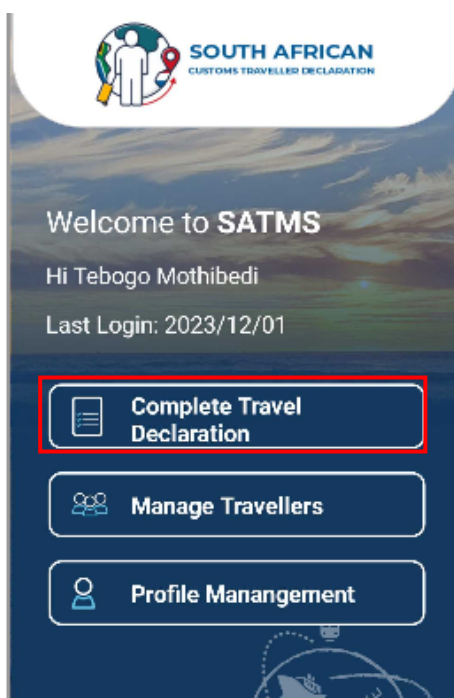 SOUTH AFRICAN
CUSTOMS TRAVELLER DECLARATION
Welcome to SATMS
Hi Tebogo Mothibedi
Last Login: 2023/12/01
Complete Travel
Declaration
Manage Travellers
Profile Manangement